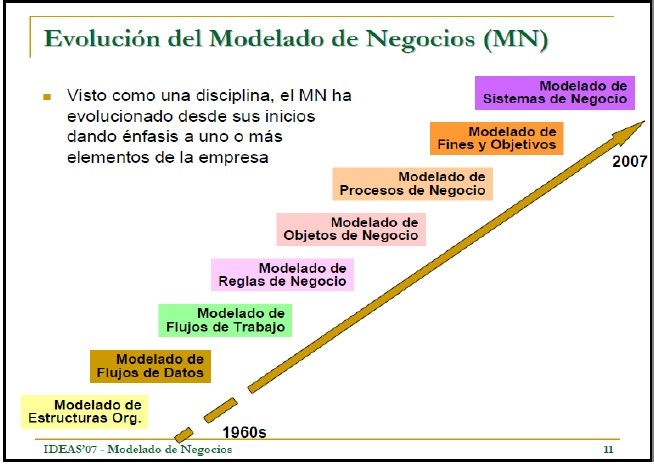 Evolución del Modelado de Negocios (MN)
Visto como una disciplina, el MN ha
evolucionado desde sus inicios
dando énfasis a uno o más
elementos de la empresa
Modelado de
Sistemas de Negocio
Modelado de
Fines y Objetivos
2007
Modelado de
Procesos de Negocio
Modelado de
Objetos de Negocio
Modelado de
Reglas de Negocio
Modelado de
Flujos de Trabajo
Modelado de
Flujos de Datos
Modelado de
Estructuras Org.
1960s
IDEAS'07 - Modelado de Negocios
11